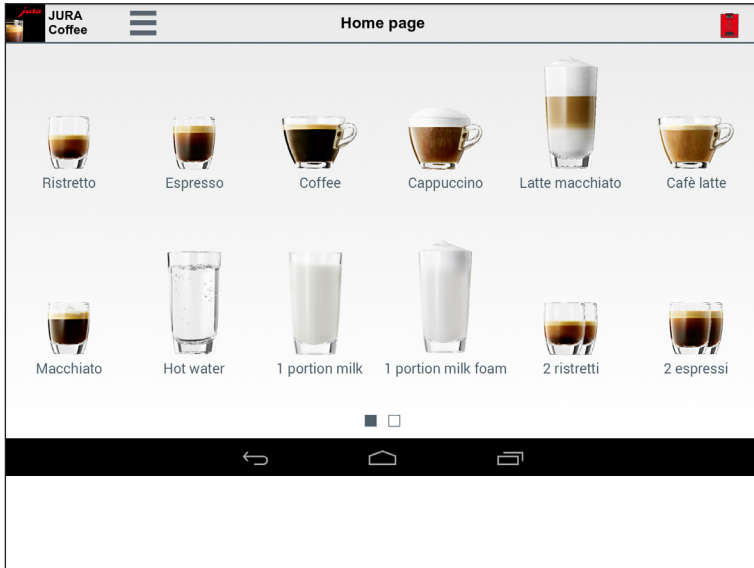 jura
JURA
Coffee
Home page
Ristretto
Espresso
Coffee
Cappuccino
Latte macchiato
Cafè latte
Macchiato
Hot water
1 portion milk
1 portion milk foam
2 ristretti
2 espressi